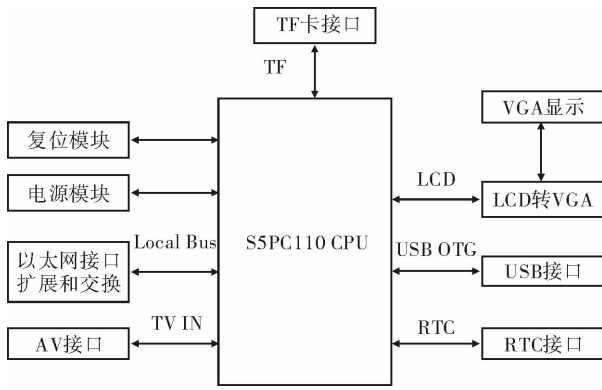 TF卡接口
TF
VGA显示
复位模块
LCD
电源模块
LCD转VGA
Local Bus
S5PC110 CPU
USB OTG
以太网接口
扩展和交换
USB接口
TV IN
RTC
AV接口
RTC接口